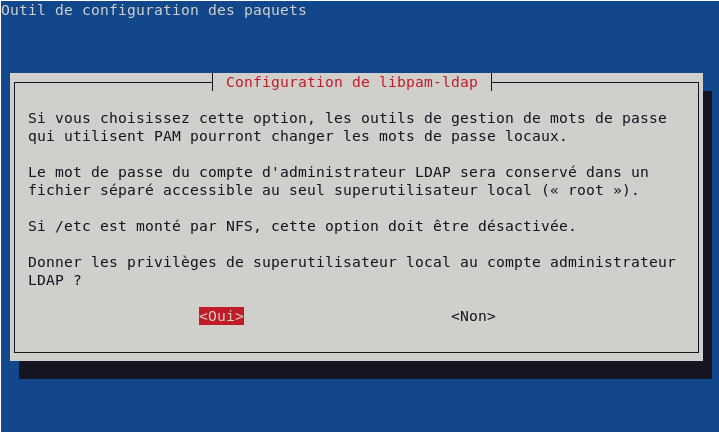 Outil de configuration des paquets
Configuration de libpam-ldap
Si vous choisissez cette option, les outils de gestion de mots de passe
qui utilisent PAM pourront changer les mots de passe locaux.
Le mot de passe du compte d'administrateur LDAP sera conservé dans un
fichier séparé accessible au seul superutilisateur local (« root »).
Si /etc est monté par NFS, cette option doit être désactivée.
Donner les privilèges de superutilisateur local au compte administrateur
LDAP ?
<Oui> <Non>